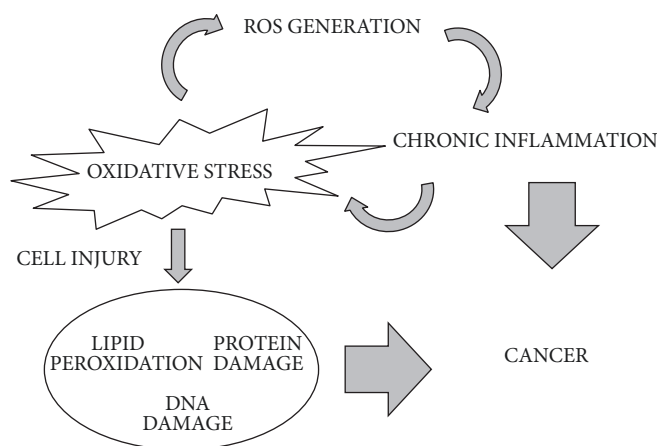 ROS GENERATION
CHRONIC INFLAMMATION
OXIDATIVE STRESS
CELL INJURY
LIPID
PEROXIDATION
PROTEIN
DAMAGE
DNA
DAMAGE
CANCER